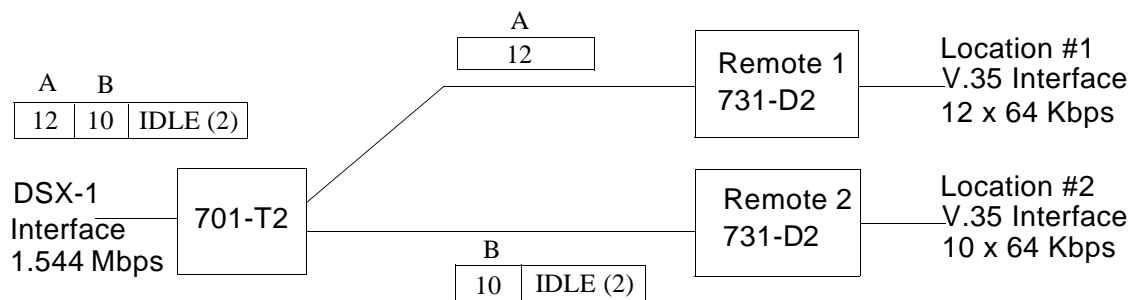 A
12
A B
12 10 IDLE (2)
DSX-1
Interface
1.544 Mbps
701-T2
Remote 1
731-D2
Location #1
V.35 Interface
12 x 64 Kbps
Remote 2
731-D2
Location #2
V.35 Interface
10 x 64 Kbps
B
10 IDLE (2)